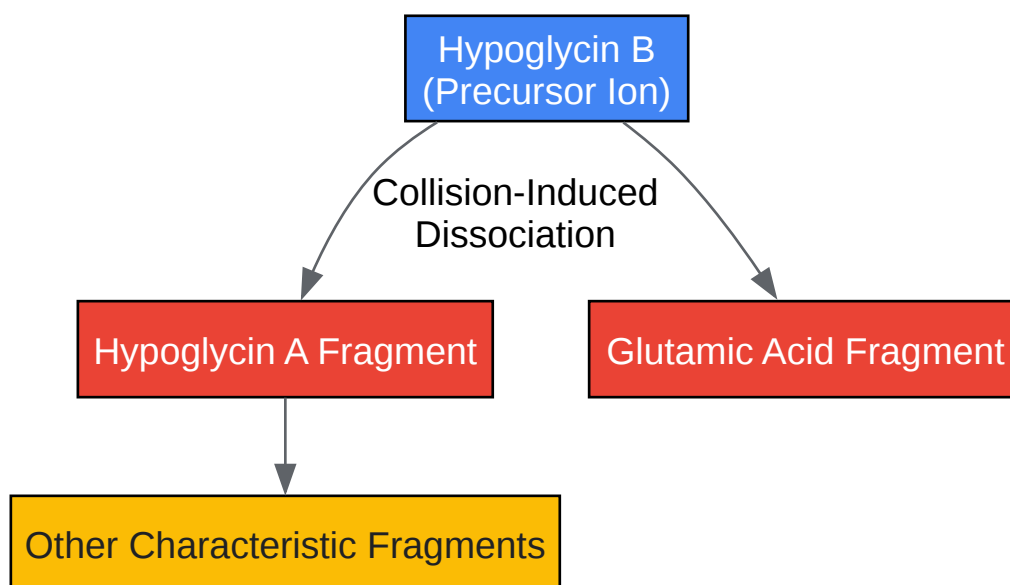 Hypoglycin B
(Precursor Ion)
Collision-Induced
Dissociation
Hypoglycin A Fragment
Glutamic Acid Fragment
Other Characteristic Fragments